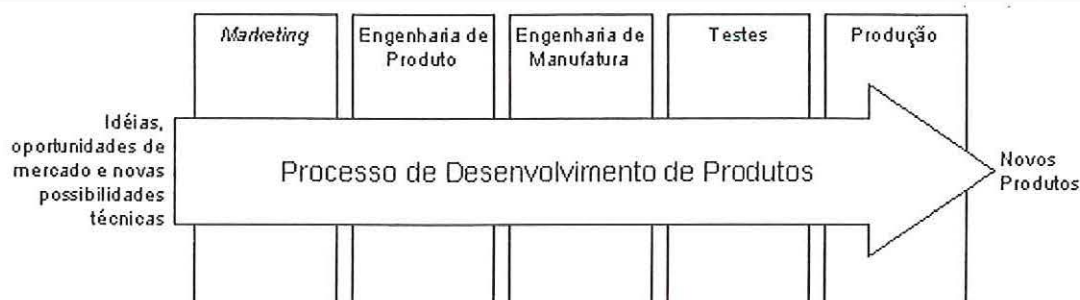 Marketing
Engenharia de
Produto
Engenharia de
Manufatura
Testes
Produção
Idéias,
oportunidades de
mercado e novas
possibilidades
técnicas
Processo de Desenvolvimento de Produtos
Novos
Produtos